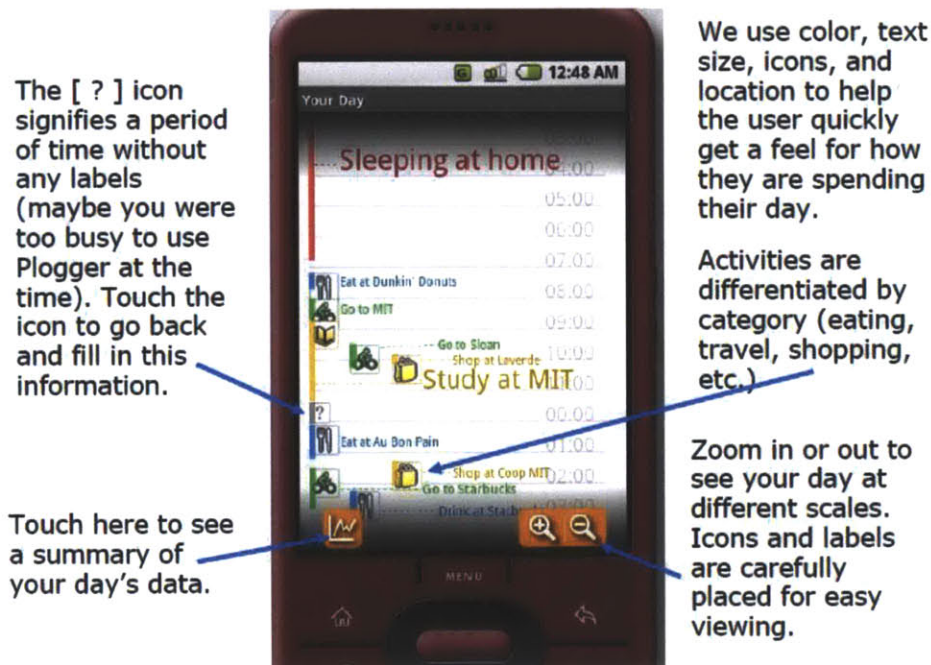 The [ ? ] icon
signifies a period
of time without
any labels
(maybe you were
too busy to use
Plogger at the
time). Touch the
icon to go back
and fill in this
information.
Touch here to see
a summary of
your day's data.
12:48 AM
Your Day
Sleeping at home
04:00
05:00
06:00
07:00
Eat at Dunkin' Donuts
08:00
Go to MIT
09:00
Go to Sloan
10:00
Shop at Laverde
Study at MIT
00:00
?
Eat at Au Bon Pain
01:00
Shop at Coop MIT
02:00
Go to Starbucks
Drink at
MENU
We use color, text
size, icons, and
location to help
the user quickly
get a feel for how
they are spending
their day.
Activities are
differentiated by
category (eating,
travel, shopping,
etc.)
Zoom in or out to
see your day at
different scales.
Icons and labels
are carefully
placed for easy
viewing.